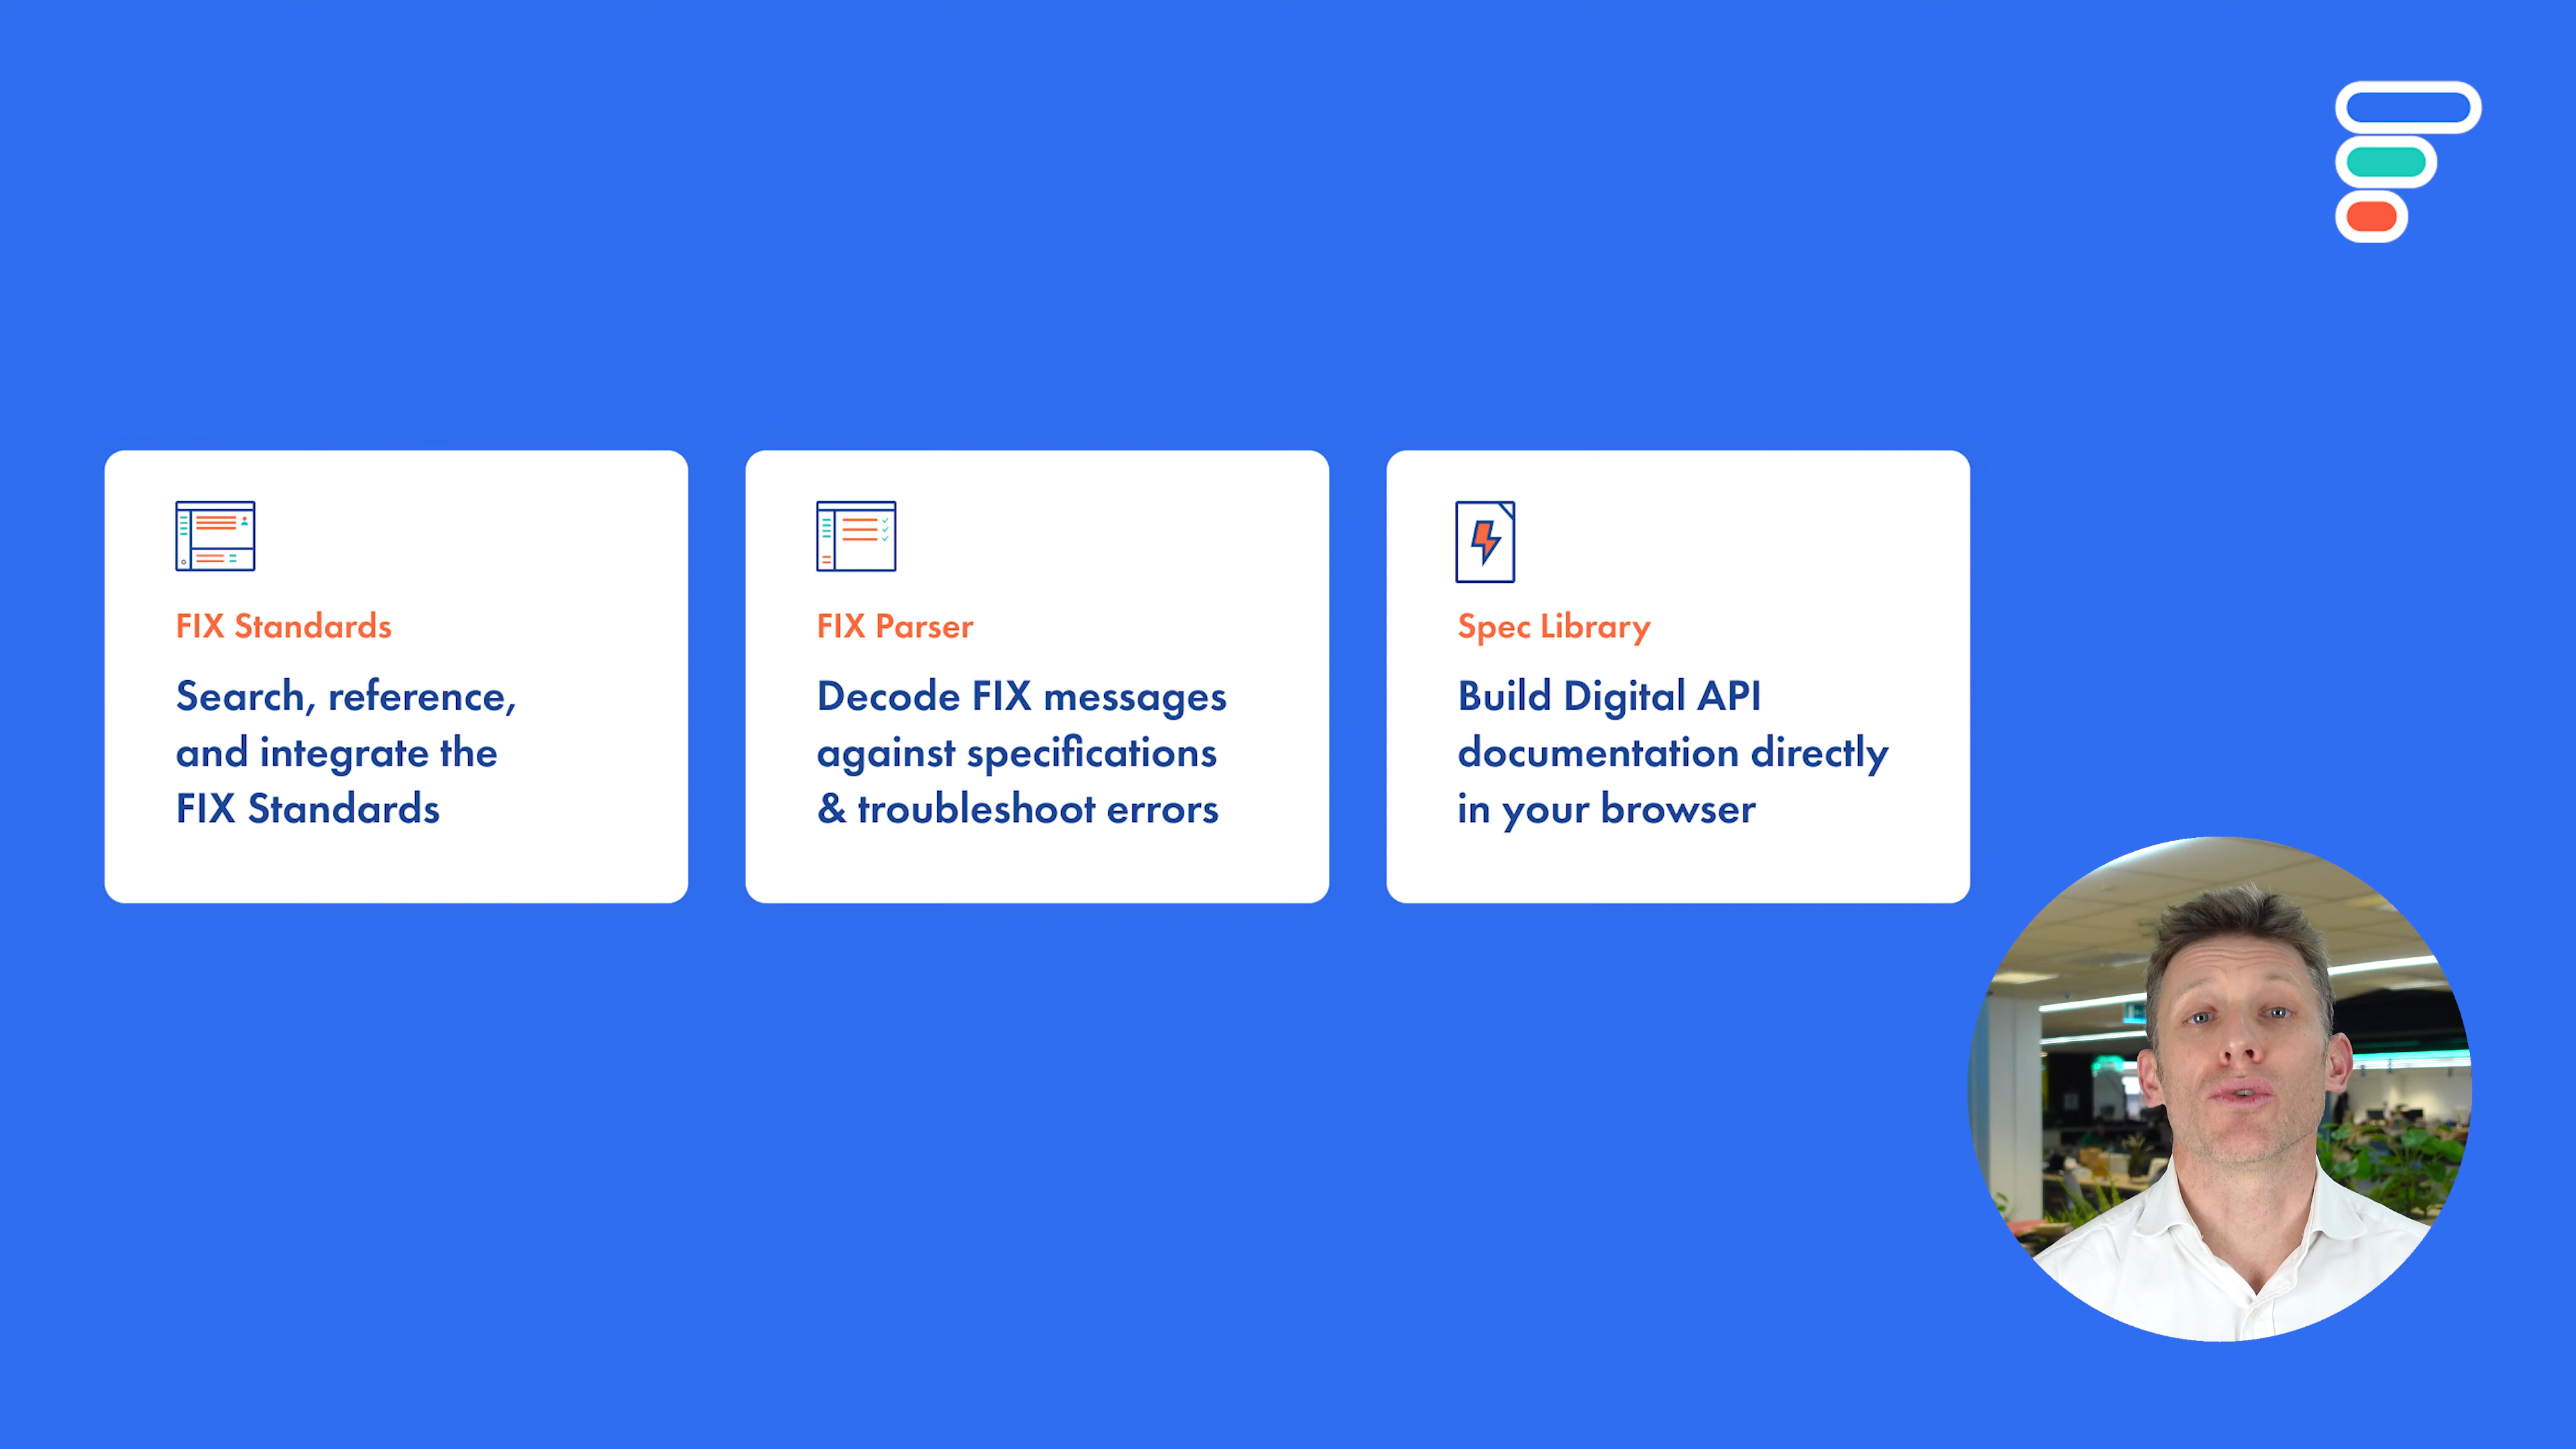 FIX Standards
Search, reference,
and integrate the
FIX Standards
FIX Parser
Decode FIX messages
against specifications
& troubleshoot errors
Spec Library
Build Digital API
documentation directly
in your browser